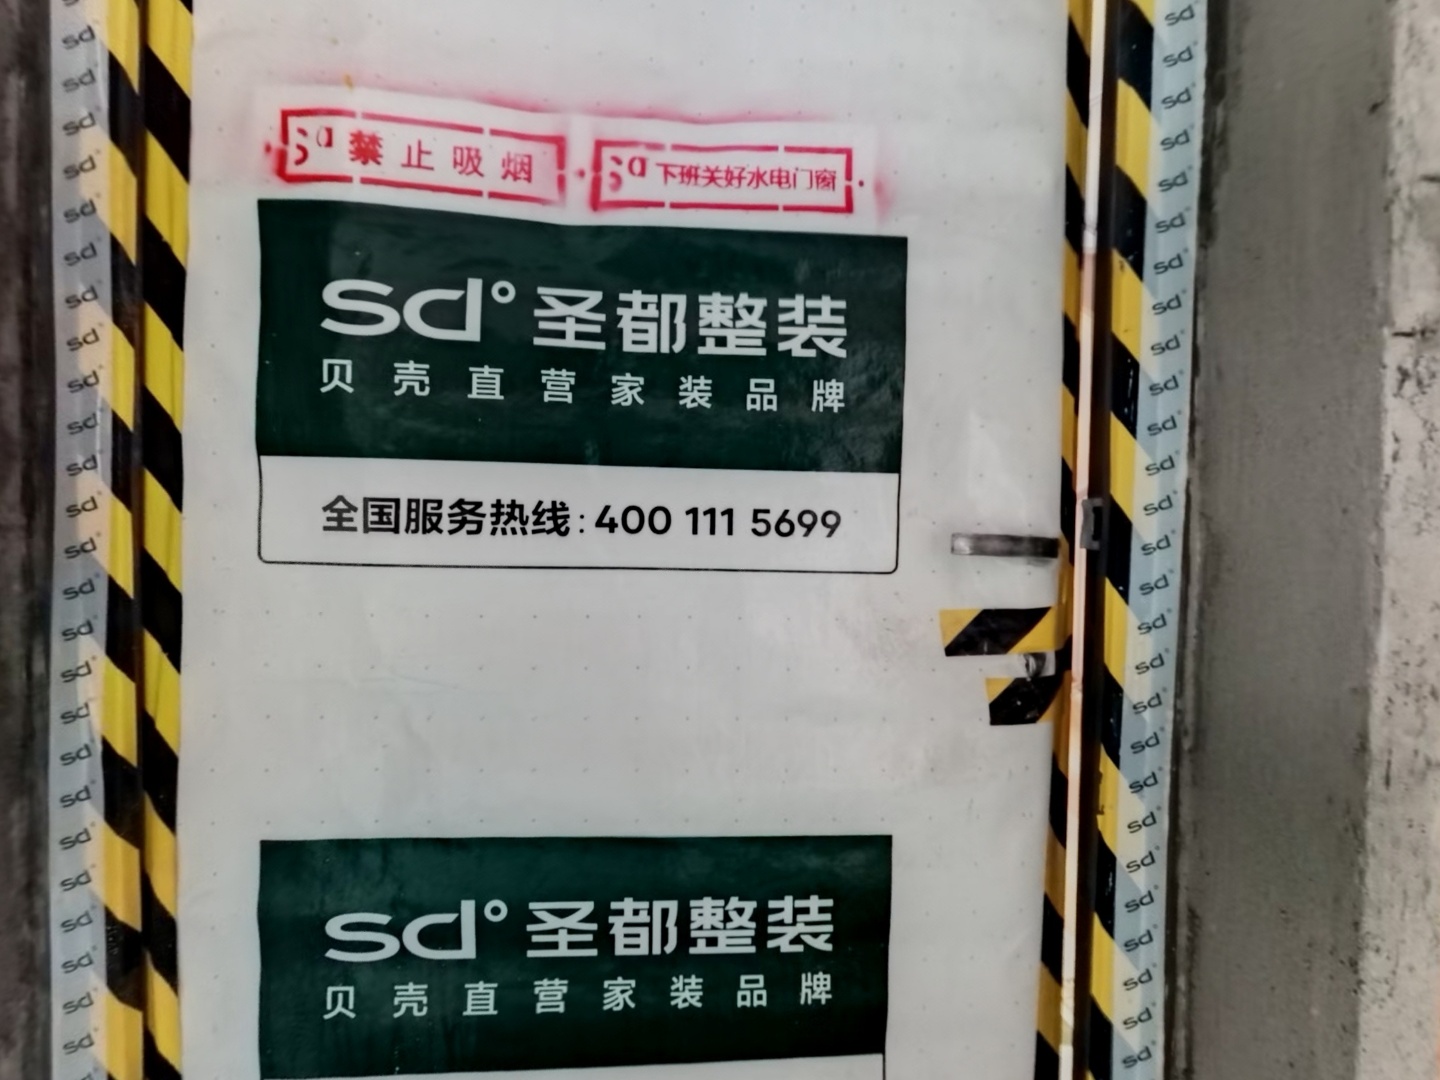 sd 禁止吸烟
sd 下班关好水电门窗
sd°圣都整装
贝壳直营家装品牌
全国服务热线:400 111 5699
sd°圣都整装
贝壳直营家装品牌